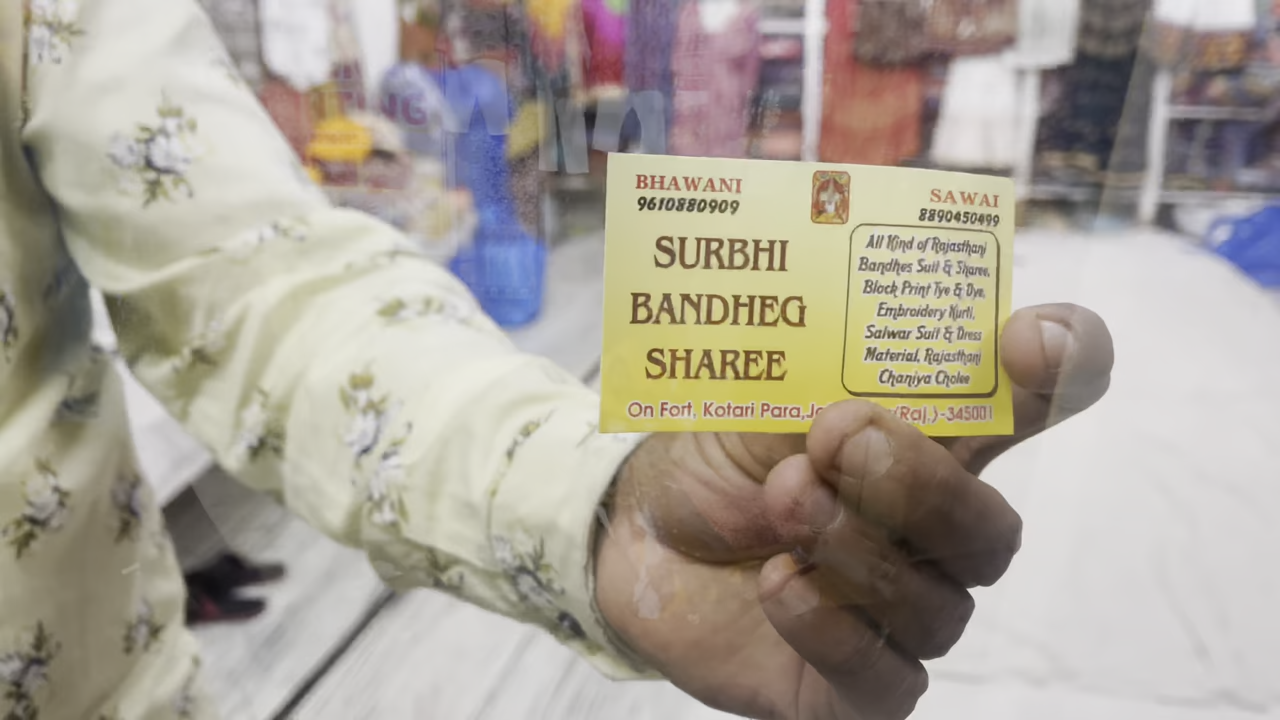 BHAWANI
9610880909
SAWAI
8890450499
SURBHI
BANDHEG
SHAREE
All Kind of Rajasthani
Bandhes Suit & Sharee,
Block Print Tye & Dye,
Embroidery Kurti,
Salwar Suit & Dress
Material, Rajasthani
Chaniya Cholee
On Fort, Kotari Para, (Raj.)-345001